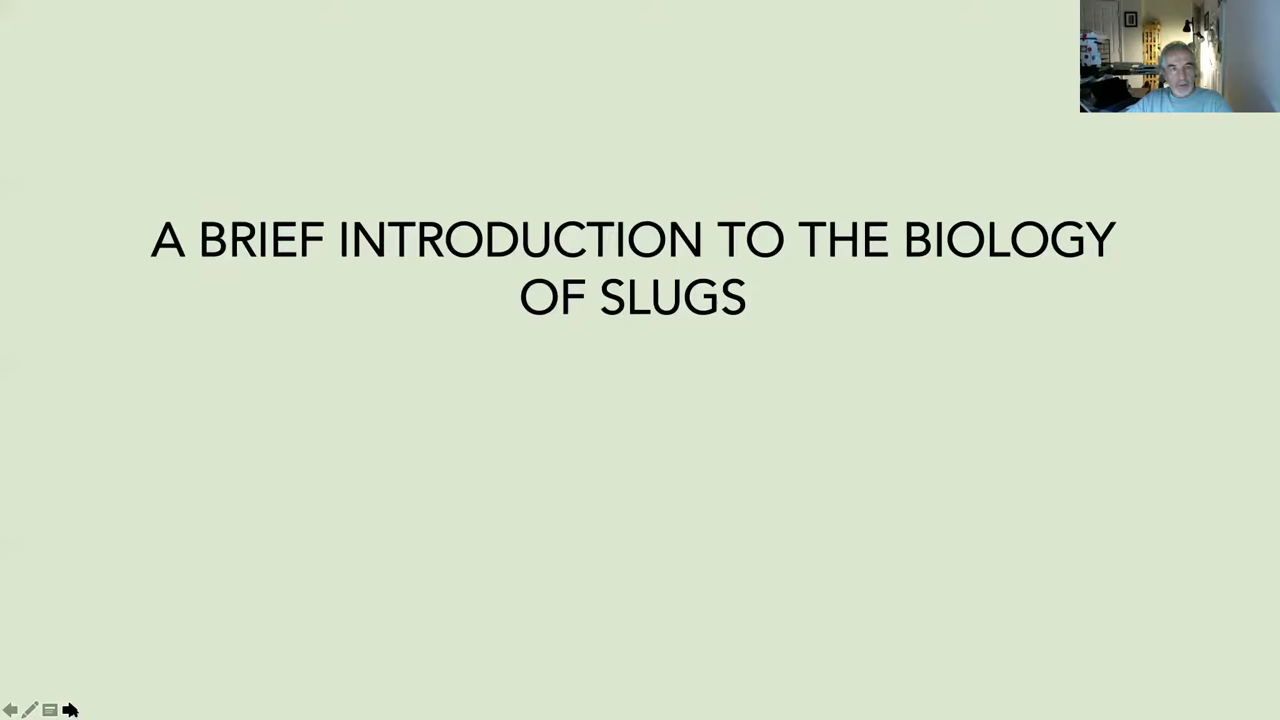 A BRIEF INTRODUCTION TO THE BIOLOGY
OF SLUGS